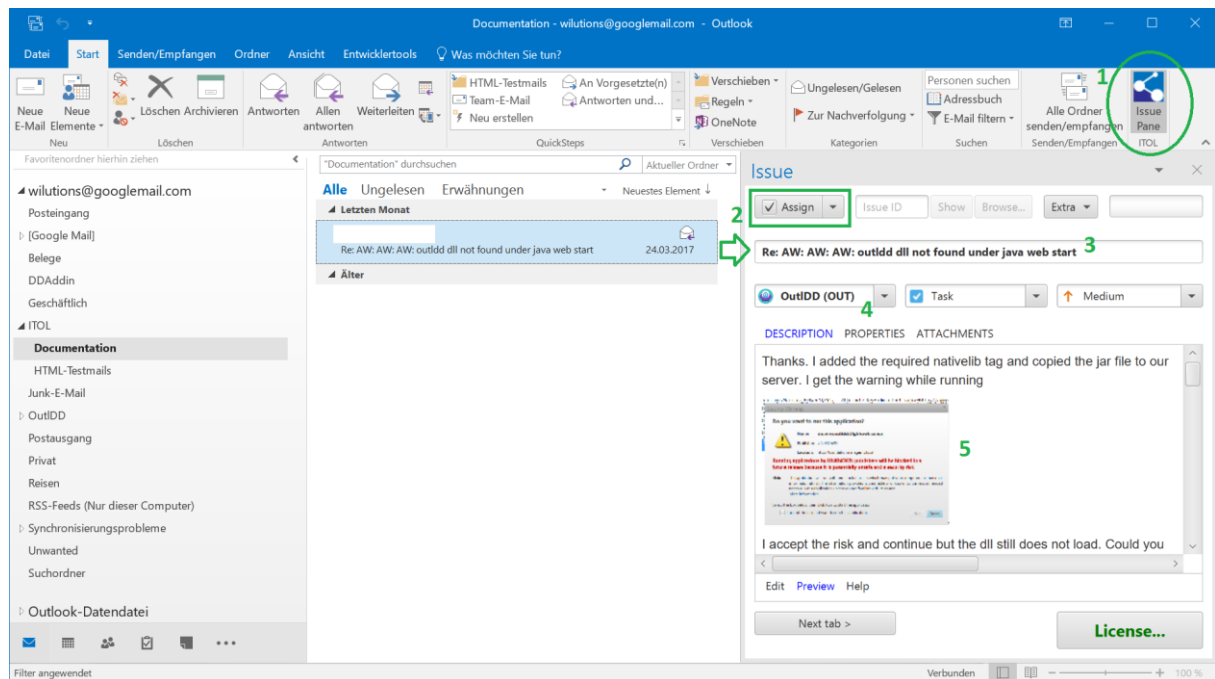 Documentation - wilutions@googlemail.com - Outlook
Datei Start Senden/Empfangen Ordner Ansicht Entwicklertools Was möchten Sie tun?
Neue E-Mail
Neue Elemente
Löschen Archivieren
Antworten
Allen antworten
Weiterleiten
HTML-Testmails
Team-E-Mail
Neu erstellen
An Vorgesetzte(n)
Antworten und...
Verschieben
Regeln
OneNote
Ungelesen/Gelesen
Zur Nachverfolgung
Personen suchen
Adressbuch
E-Mail filtern
Alle Ordner senden/empfangen
1
Issue Pane
Neu Löschen Antworten QuickSteps Verschieben Kategorien Suchen Senden/Empfangen ITOL
Favoritenordner hierhin ziehen
wilutions@googlemail.com
Posteingang
[Google Mail]
Belege
DDAddin
Geschäftlich
ITOL
Documentation
HTML-Testmails
Junk-E-Mail
OutIDD
Postausgang
Privat
Reisen
RSS-Feeds (Nur dieser Computer)
Synchronisierungsprobleme
Unwanted
Suchordner
Outlook-Datendatei
"Documentation" durchsuchen Aktueller Ordner
Alle Ungelesen Erwähnungen Neuestes Element ↓
Letzten Monat
Re: AW: AW: AW: outldd dll not found under java web start 24.03.2017
Älter
Issue
2
Assign Issue ID Show Browse... Extra
Re: AW: AW: AW: outldd dll not found under java web start 3
OutIDD (OUT) Task Medium
4
DESCRIPTION PROPERTIES ATTACHMENTS
Thanks. I added the required nativelib tag and copied the jar file to our
server. I get the warning while running
Do you want to run this application?
5
I accept the risk and continue but the dll still does not load. Could you
Edit Preview Help
Next tab >
License...
Filter angewendet Verbunden 100 %